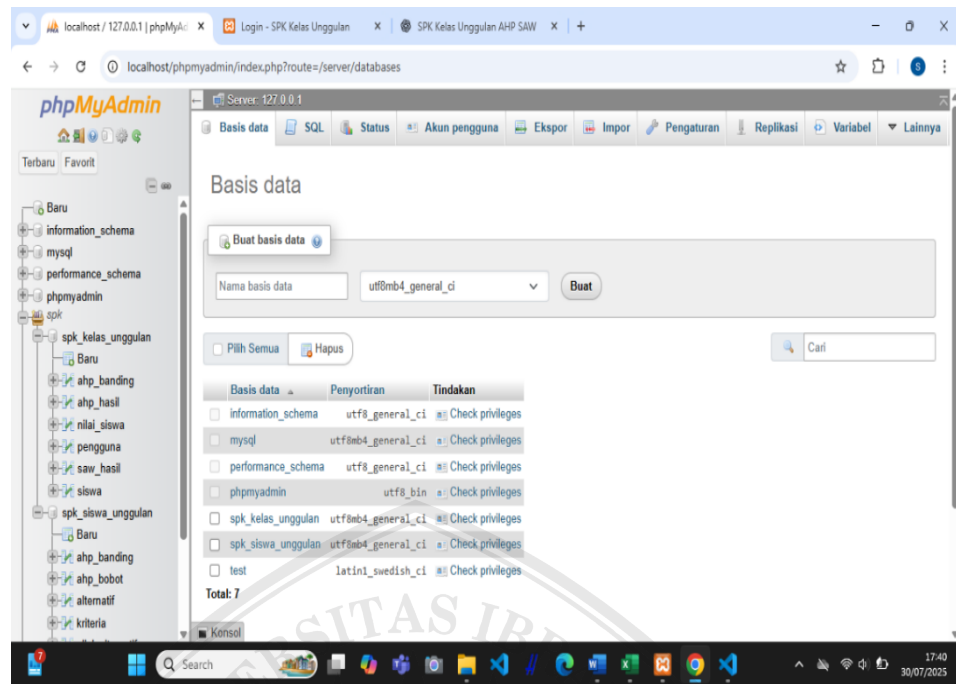 localhost / 127.0.0.1 | phpMyAd
Login - SPK Kelas Unggulan
SPK Kelas Unggulan AHP SAW
localhost/phpmyadmin/index.php?route=/server/databases
S
phpMyAdmin
Terbaru Favorit
Baru
information_schema
mysql
performance_schema
phpmyadmin
spk
spk_kelas_unggulan
Baru
ahp_banding
ahp_hasil
nilai_siswa
pengguna
saw_hasil
siswa
spk_siswa_unggulan
Baru
ahp_banding
ahp_bobot
alternatif
kriteria
Server: 127.0.0.1
Basis data SQL Status Akun pengguna Ekspor Impor Pengaturan Replikasi Variabel Lainnya
Basis data
Buat basis data
Nama basis data utf8mb4_general_ci Buat
Pilih Semua Hapus Cari
Basis data Penyortiran Tindakan
information_schema utf8_general_ci Check privileges
mysql utf8mb4_general_ci Check privileges
performance_schema utf8_general_ci Check privileges
phpmyadmin utf8_bin Check privileges
spk_kelas_unggulan utf8mb4_general_ci Check privileges
spk_siswa_unggulan utf8mb4_general_ci Check privileges
test latin1_swedish_ci Check privileges
Total: 7
Konsol
7
Search
17:40
30/07/2025